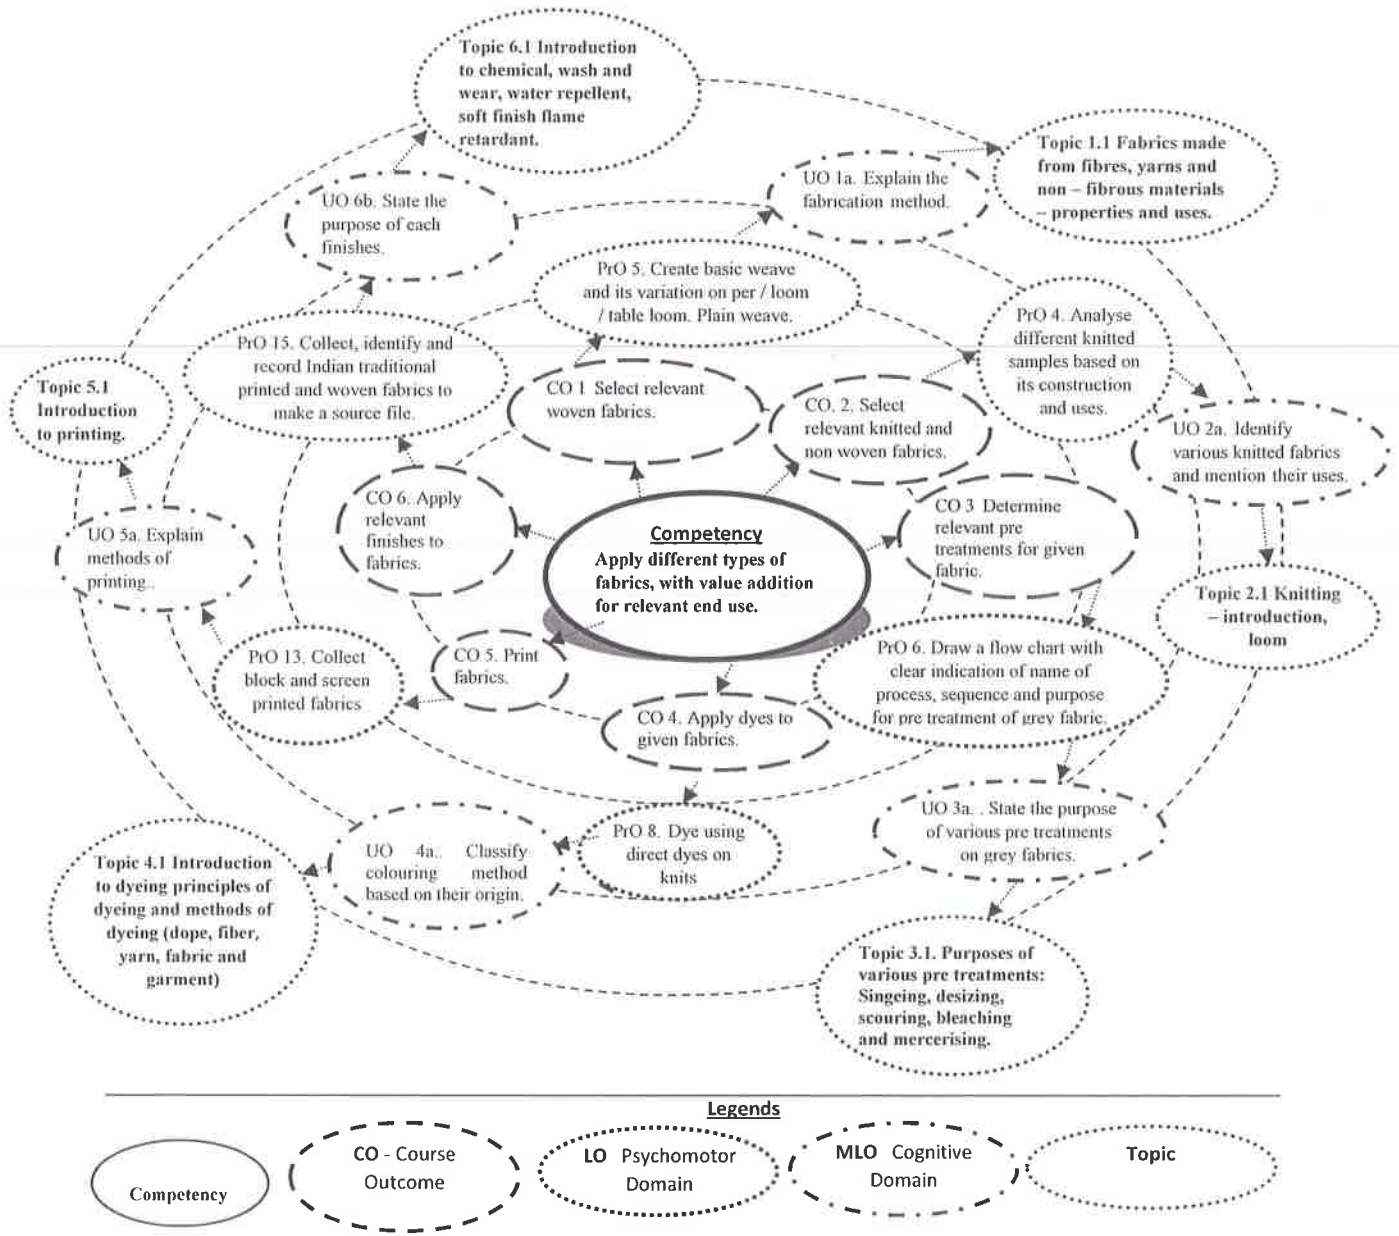 Topic 6.1 Introduction
to chemical, wash and
wear, water repellent,
soft finish flame
retardant.
Topic 1.1 Fabrics made
from fibres, yarns and
non – fibrous materials
– properties and uses.
UO 1a. Explain the
fabrication method.
UO 6b. State the
purpose of each
finishes.
PrO 5. Create basic weave
and its variation on per / loom
/ table loom. Plain weave.
PrO 4. Analyse
different knitted
samples based on
its construction
and uses.
PrO 15. Collect, identify and
record Indian traditional
printed and woven fabrics to
make a source file.
Topic 5.1
Introduction
to printing.
CO 1 Select relevant
woven fabrics.
CO. 2. Select
relevant knitted and
non woven fabrics.
UO 2a. Identify
various knitted fabrics
and mention their uses.
CO 6. Apply
relevant
finishes to
fabrics.
CO 3 Determine
relevant pre
treatments for given
fabric.
Competency
Apply different types of
fabrics, with value addition
for relevant end use.
UO 5a. Explain
methods of
printing..
Topic 2.1 Knitting
– introduction,
loom
PrO 13. Collect
block and screen
printed fabrics
CO 5. Print
fabrics.
PrO 6. Draw a flow chart with
clear indication of name of
process, sequence and purpose
for pre treatment of grey fabric.
CO 4. Apply dyes to
given fabrics.
UO 3a. . State the purpose
of various pre treatments
on grey fabrics.
PrO 8. Dye using
direct dyes on
knits
UO 4a.. Classify
colouring method
based on their origin.
Topic 4.1 Introduction
to dyeing principles of
dyeing and methods of
dyeing (dope, fiber,
yarn, fabric and
garment)
Topic 3.1. Purposes of
various pre treatments:
Singeing, desizing,
scouring, bleaching
and mercerising.
Legends
Competency
CO - Course
Outcome
LO Psychomotor
Domain
MLO Cognitive
Domain
Topic